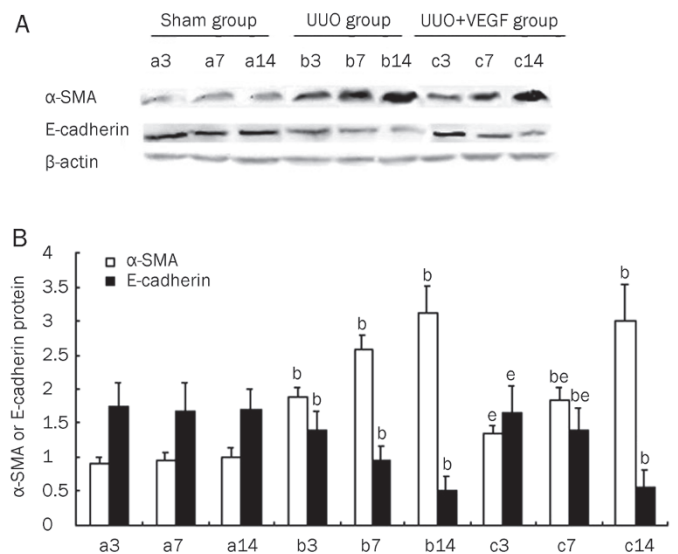 A
Sham group UUO group UUO+VEGF group
a3 a7 a14 b3 b7 b14 c3 c7 c14
α-SMA
E-cadherin
β-actin
B
α-SMA or E-cadherin protein
4
3.5
3
2.5
2
1.5
1
0.5
0
α-SMA
E-cadherin
b b b b b b e e be be b b
a3 a7 a14 b3 b7 b14 c3 c7 c14